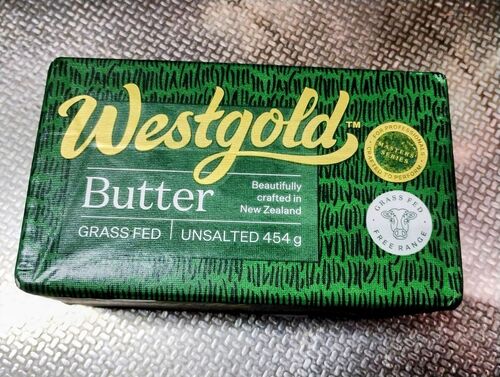 Westgold™
Butter
Beautifully
crafted in
New Zealand
GRASS FED
UNSALTED 454 g
FOR PROFESSIONALS
MASTERS
SERIES
CRAFTED TO PERFORM
GRASS FED
FREE RANGE